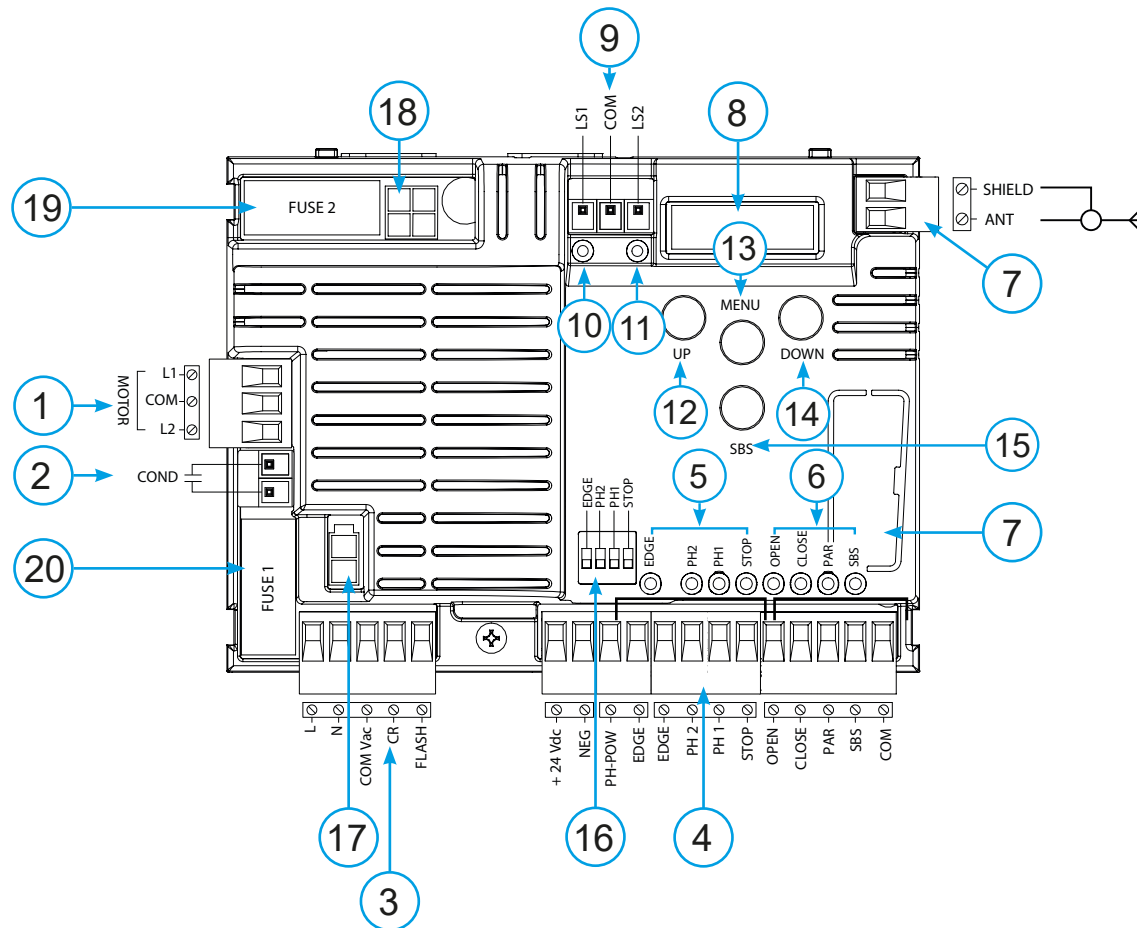 9
18
8
LS1
COM
LS2
19
FUSE 2
SHIELD
ANT
13
7
10
11
MENU
UP
DOWN
12
14
1
MOTOR
L1
COM
L2
2
COND
SBS
15
5
6
7
EDGE
PH2
PH1
STOP
EDGE
PH2
PH1
STOP
OPEN
CLOSE
PAR
SBS
20
FUSE 1
L
N
COM Vac
CR
FLASH
+ 24 Vdc
NEG
PH-POW
EDGE
EDGE
PH 2
PH 1
STOP
OPEN
CLOSE
PAR
SBS
COM
17
16
4
3